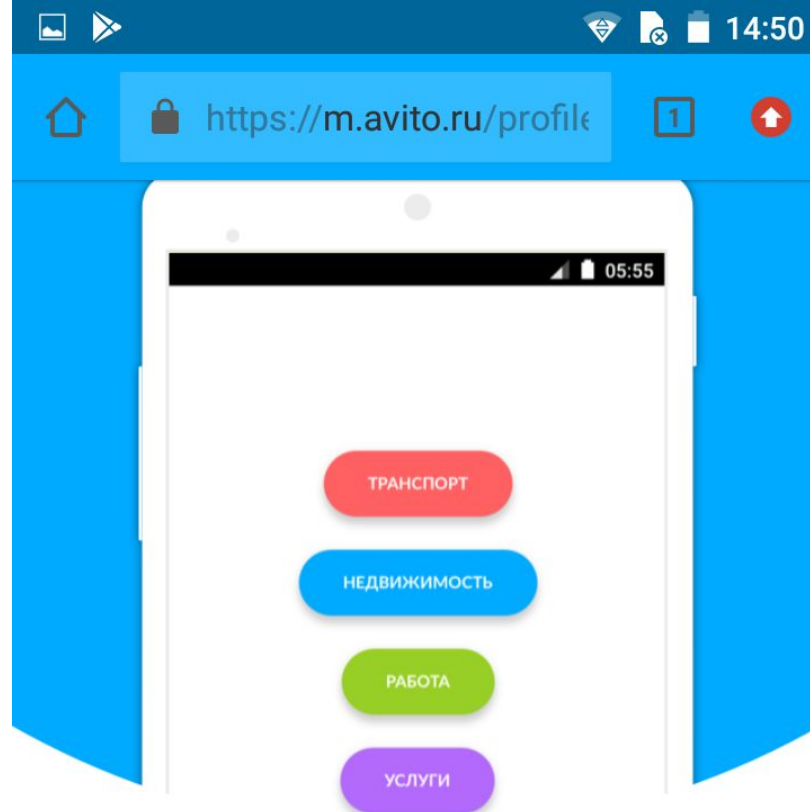 14:50
https://m.avito.ru/profile
1
05:55
ТРАНСПОРТ
НЕДВИЖИМОСТЬ
РАБОТА
УСЛУГИ